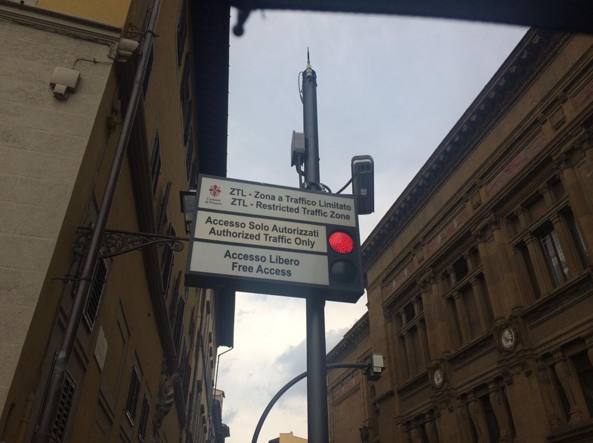 ZTL - Zona a Traffico Limitato
ZTL - Restricted Traffic Zone
Accesso Solo Autorizzati
Authorized Traffic Only
Accesso Libero
Free Access